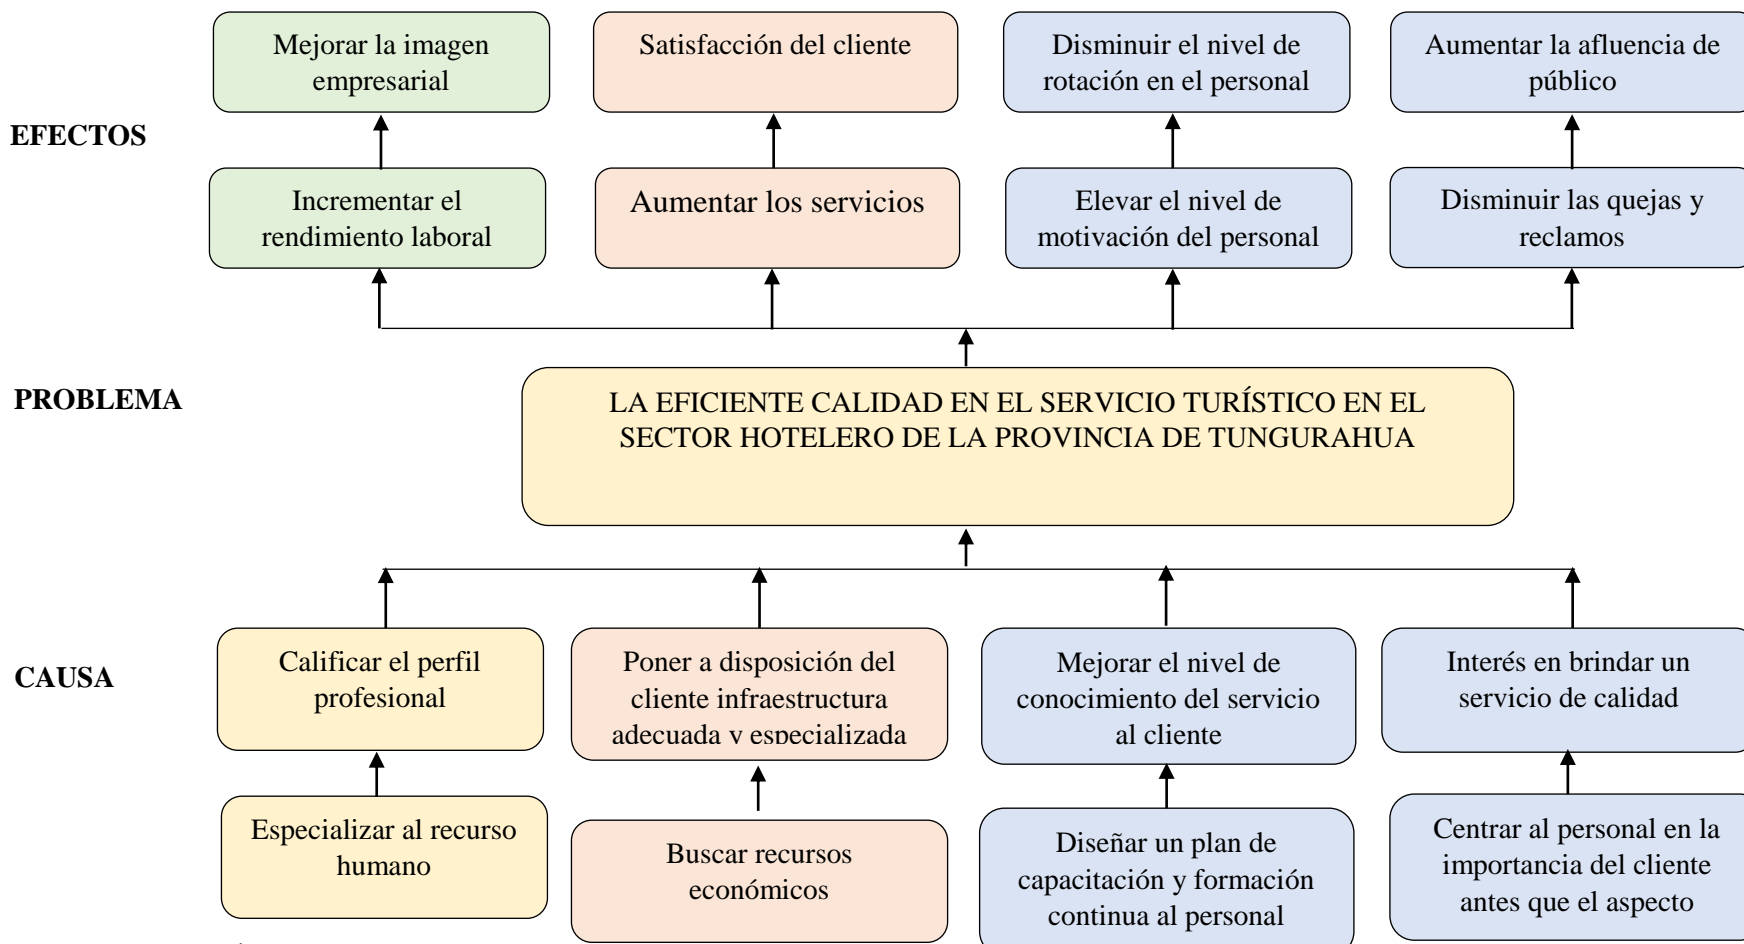 Mejorar la imagen
empresarial
Satisfacción del cliente
Disminuir el nivel de
rotación en el personal
Aumentar la afluencia de
público
EFECTOS
Incrementar el
rendimiento laboral
Aumentar los servicios
Elevar el nivel de
motivación del personal
Disminuir las quejas y
reclamos
PROBLEMA
LA EFICIENTE CALIDAD EN EL SERVICIO TURÍSTICO EN EL
SECTOR HOTELERO DE LA PROVINCIA DE TUNGURAHUA
CAUSA
Calificar el perfil
profesional
Poner a disposición del
cliente infraestructura
adecuada y especializada
Mejorar el nivel de
conocimiento del servicio
al cliente
Interés en brindar un
servicio de calidad
Especializar al recurso
humano
Buscar recursos
económicos
Diseñar un plan de
capacitación y formación
continua al personal
Centrar al personal en la
importancia del cliente
antes que el aspecto